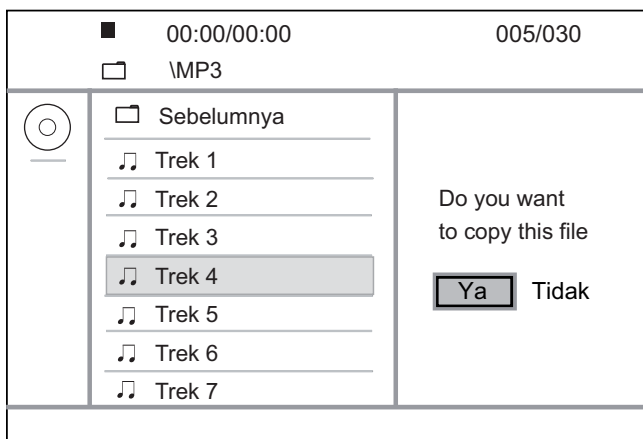 00:00/00:00 005/030
\MP3
Sebelumnya
Trek 1
Trek 2
Trek 3
Trek 4
Trek 5
Trek 6
Trek 7
Do you want
to copy this file
Ya Tidak